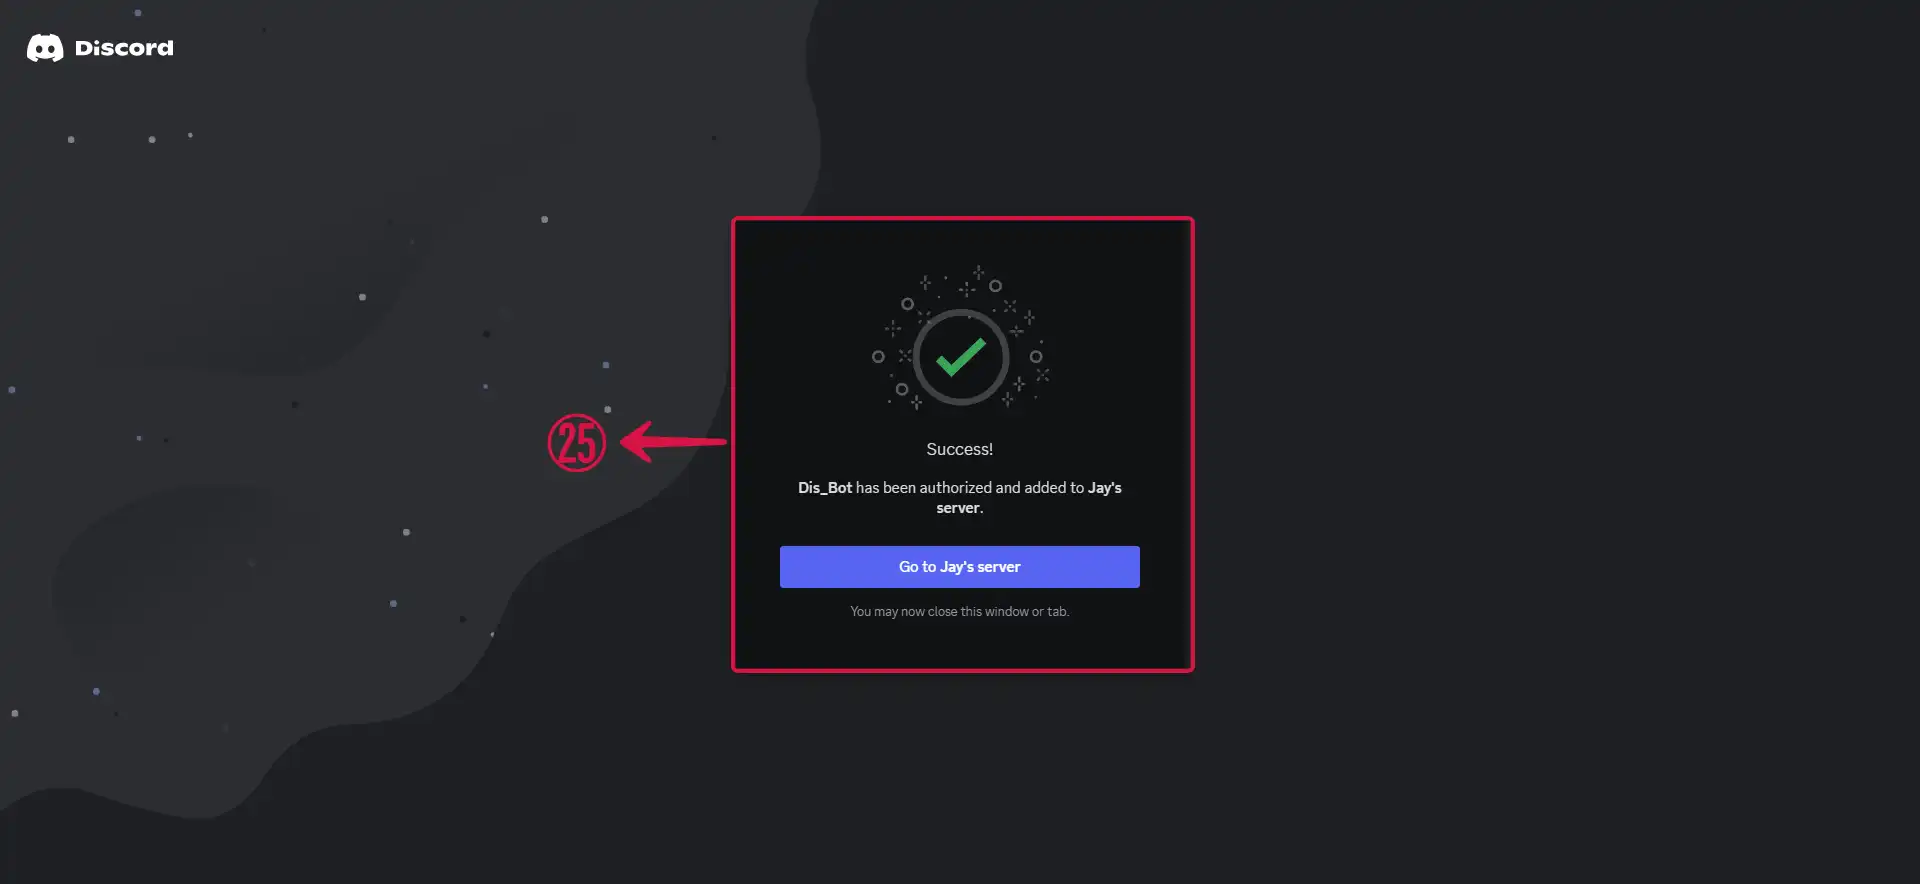 Discord
Success!
Dis_Bot has been authorized and added to Jay's
server.
25
Go to Jay's server
You may now close this window or tab.